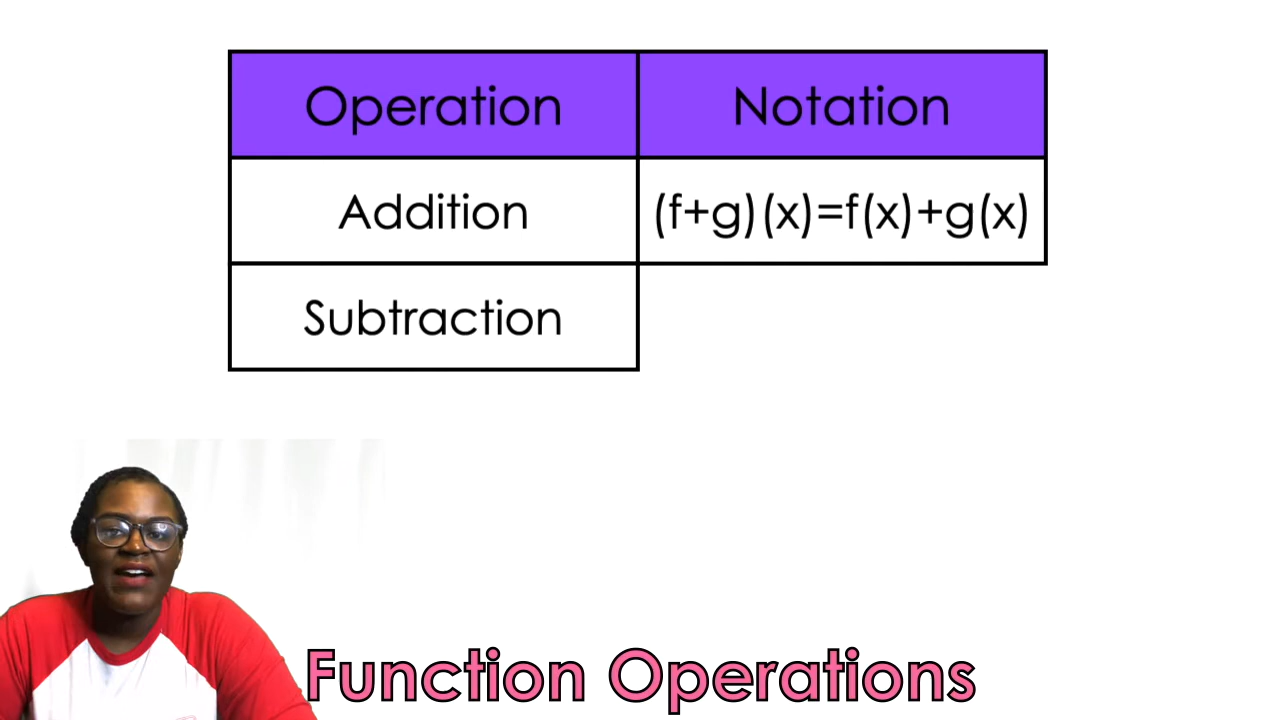 Operation Notation
Addition (f+g)(x)=f(x)+g(x)
Subtraction
Function Operations